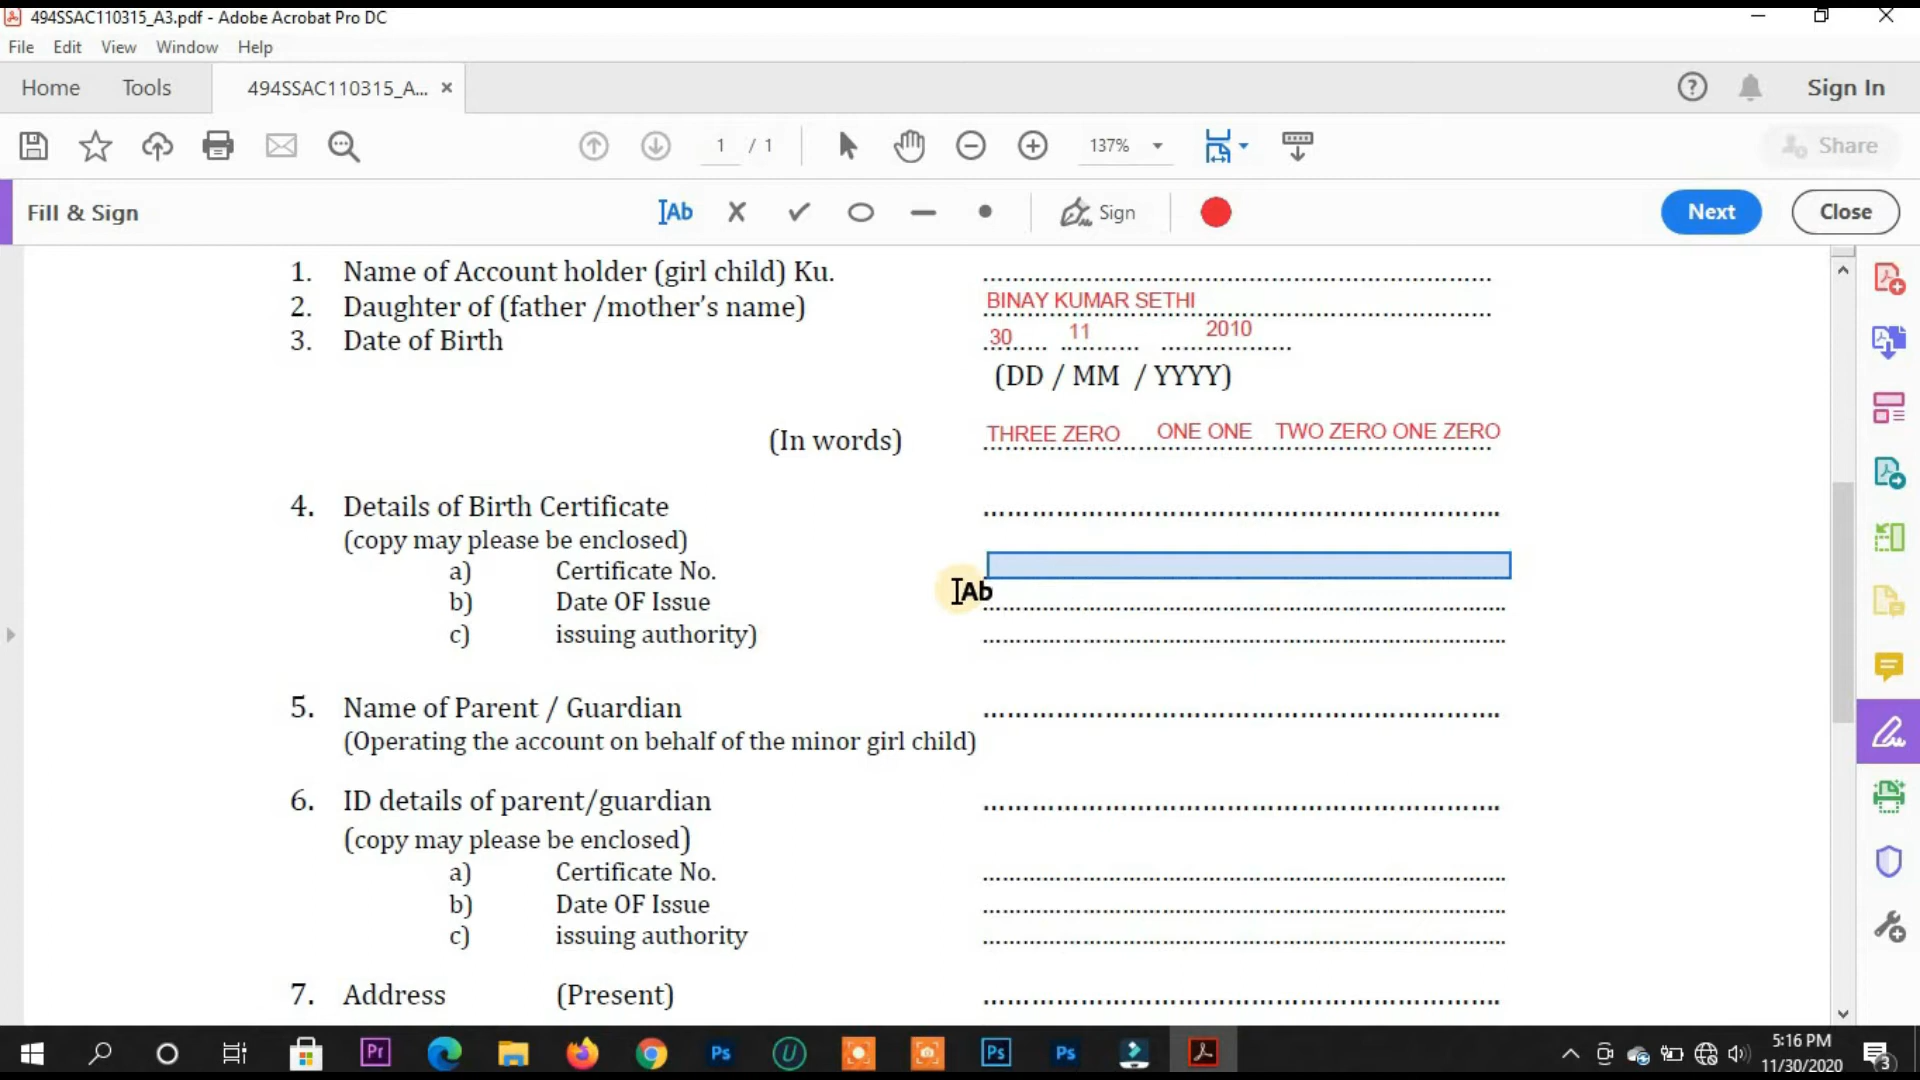 494SSAC110315_A3.pdf - Adobe Acrobat Pro DC
File Edit View Window Help
Home Tools 494SSAC110315_A... × Sign In
1 / 1 137% Share
Fill & Sign Ab Sign Next Close
1. Name of Account holder (girl child) Ku. ................................................................
2. Daughter of (father /mother's name) BINAY KUMAR SETHI
3. Date of Birth 30 11 2010
(DD / MM / YYYY)
(In words) THREE ZERO ONE ONE TWO ZERO ONE ZERO
4. Details of Birth Certificate ................................................................
(copy may please be enclosed)
a) Certificate No.
Ab
b) Date OF Issue ................................................................
c) issuing authority) ................................................................
5. Name of Parent / Guardian ................................................................
(Operating the account on behalf of the minor girl child)
6. ID details of parent/guardian ................................................................
(copy may please be enclosed)
a) Certificate No. ................................................................
b) Date OF Issue ................................................................
c) issuing authority ................................................................
7. Address (Present) ................................................................
Pr Ps U Ps Ps
5:16 PM
11/30/2020
3